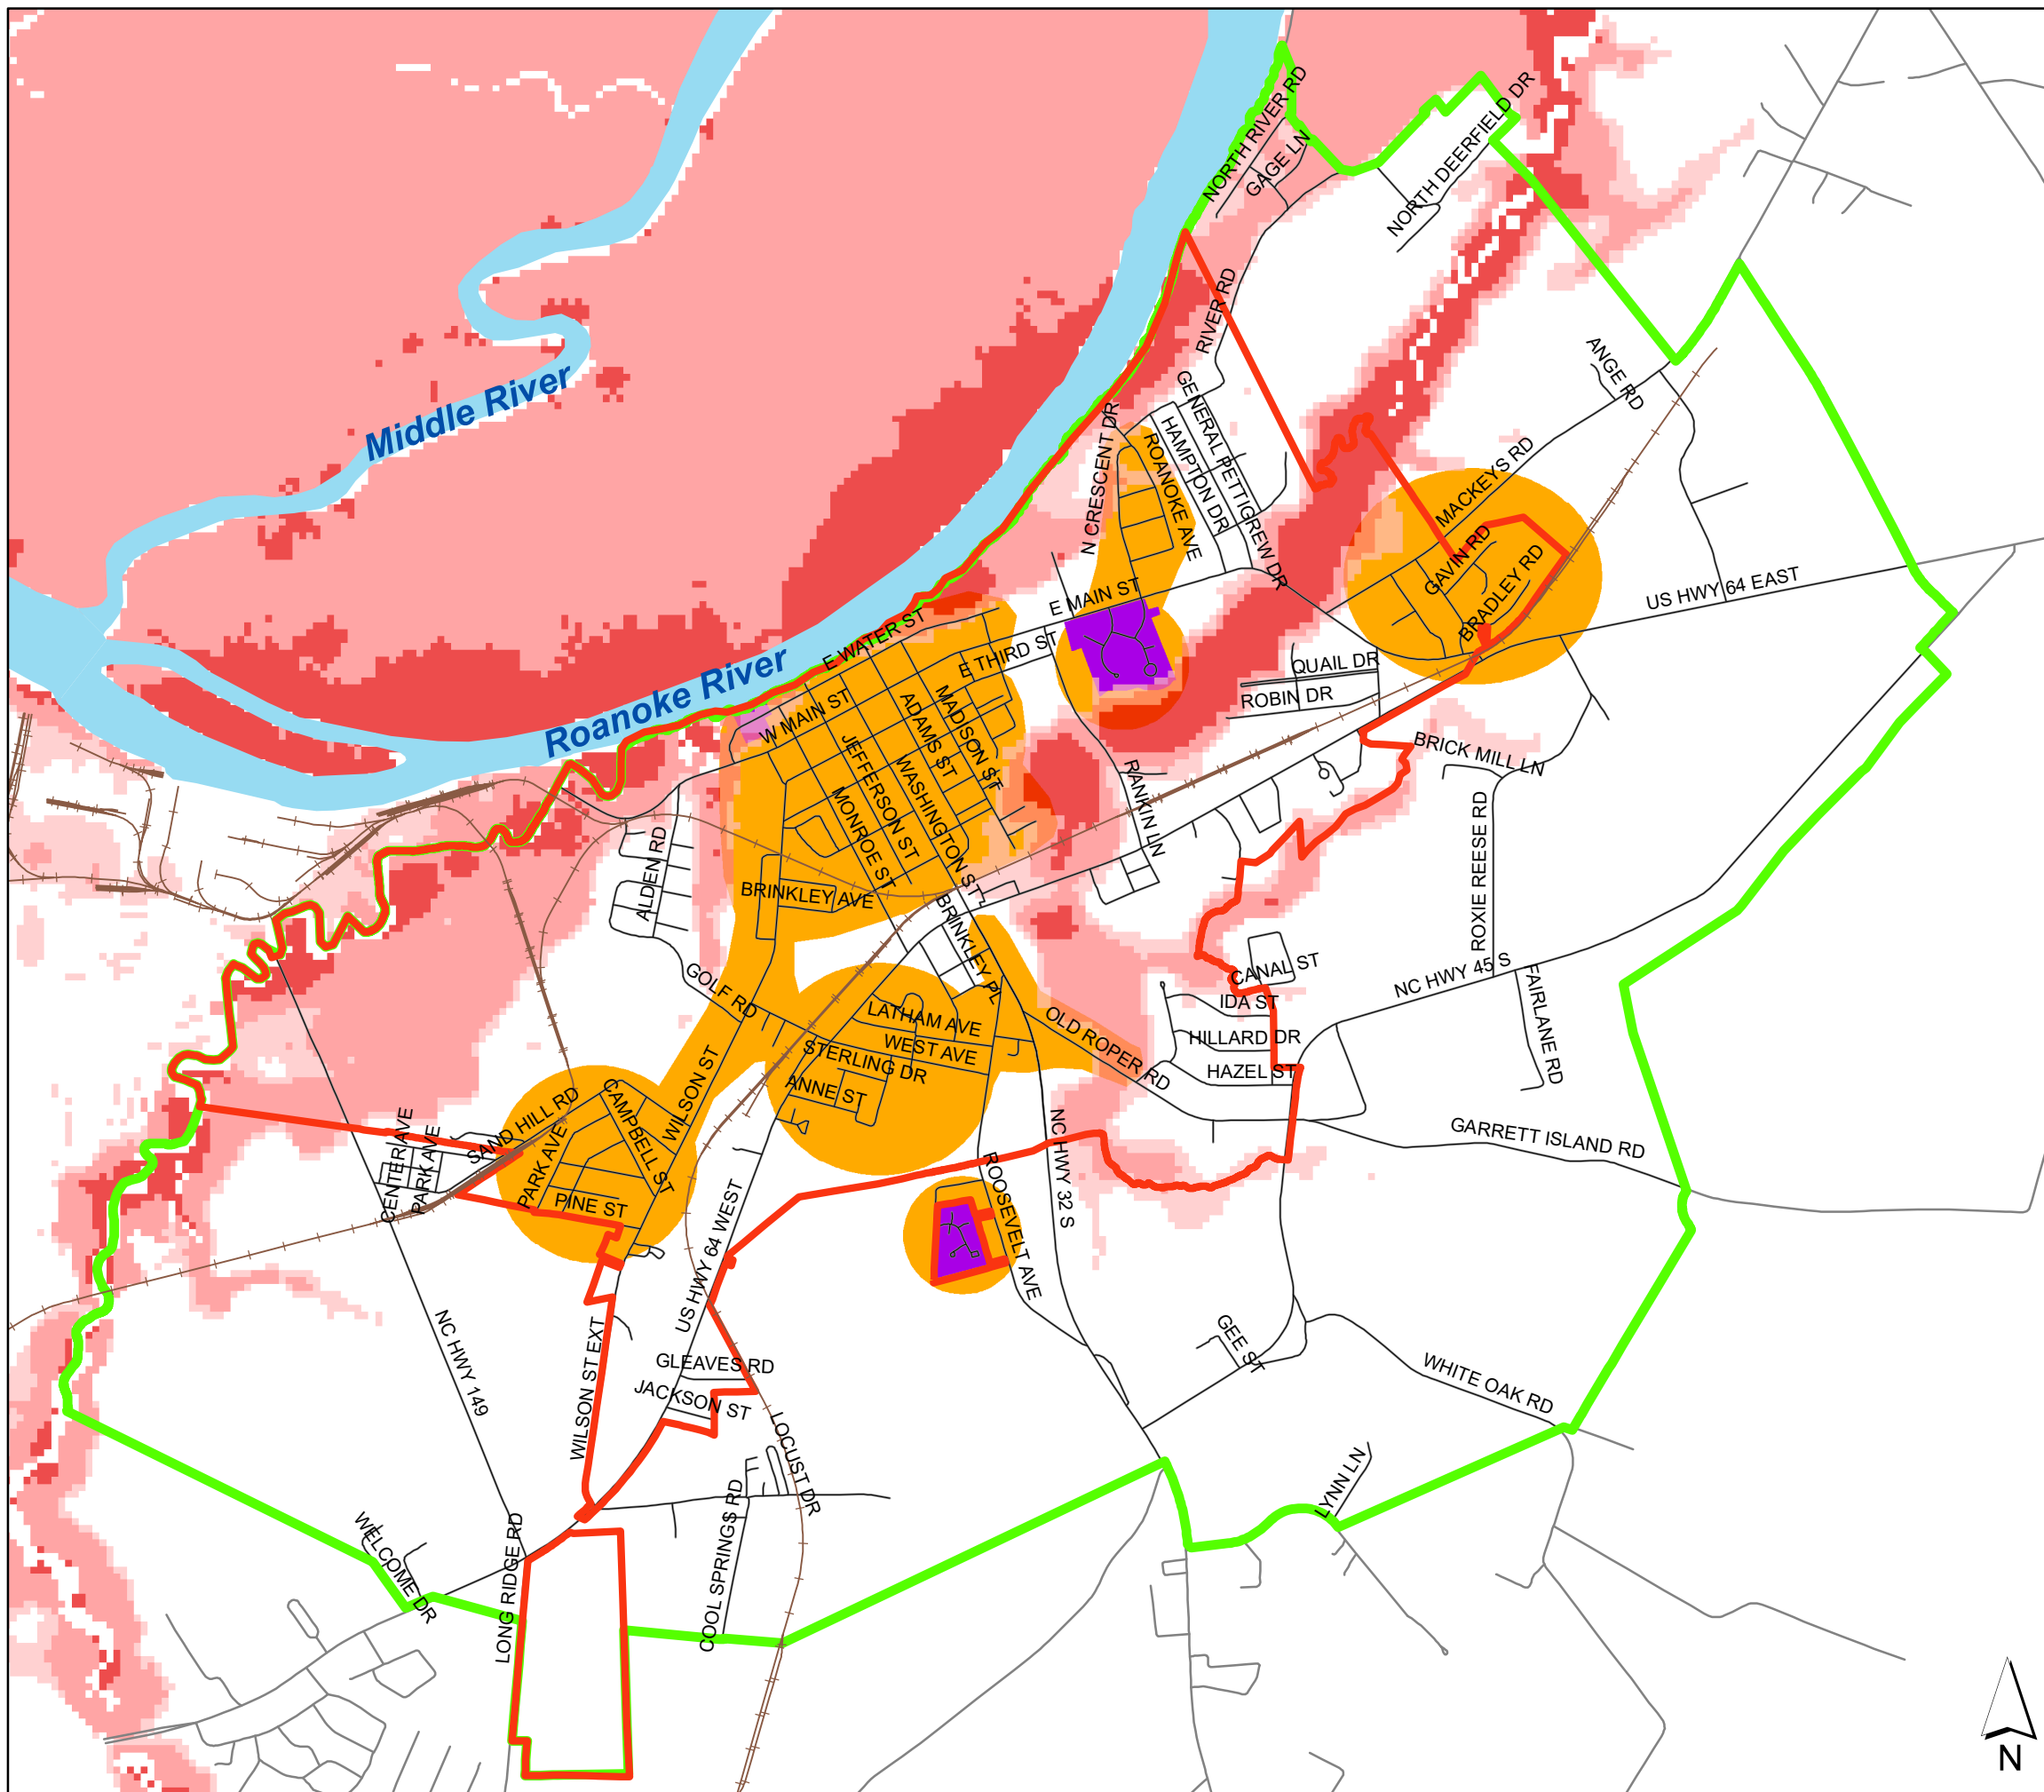 NORTH RIVER RD
GAGE LN
NORTH DEERFIELD DR
RIVER RD
ANGE RD
Middle River
GENERAL PETTIGREW DR
HAMPTON DR
ROANOKE AVE
N CRESCENT DR
MACKEYS RD
GAVIN RD
BRADLEY RD
US HWY 64 EAST
E MAIN ST
E WATER ST
E THIRD ST
QUAIL DR
ROBIN DR
Roanoke River
W MAIN ST
MADISON ST
ADAMS ST
JEFFERSON ST
WASHINGTON ST
MONROE ST
BRICK MILL LN
RANKIN LN
ALDEN RD
BRINKLEY AVE
BRINKLEY PL
ROXIE REESE RD
GOLF RD
CANAL ST
NC HWY 45 S
FAIRLANE RD
IDA ST
LATHAM AVE
WEST AVE
OLD ROPER RD
HILLARD DR
STERLING DR
HAZEL ST
ANNE ST
WILSON ST
CAMPBELL ST
SAND HILL RD
CENTER AVE
PARK AVE
PARK AVE
PINE ST
GARRETT ISLAND RD
NC HWY 32 S
ROOSEVELT AVE
US HWY 64 WEST
NC HWY 149
WILSON ST EXT
GLEAVES RD
JACKSON ST
GEE ST
WHITE OAK RD
LOCUST DR
LYNN LN
COOL SPRINGS RD
WELCOME DR
LONG RIDGE RD
N